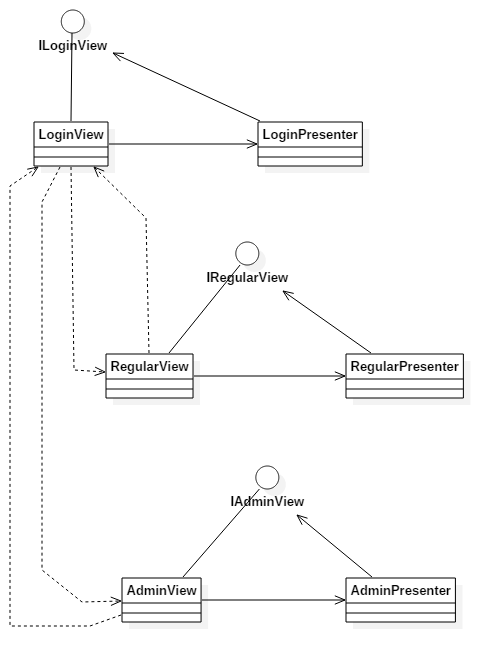 ILoginView
LoginView
LoginPresenter
IRegularView
RegularView
RegularPresenter
IAdminView
AdminView
AdminPresenter